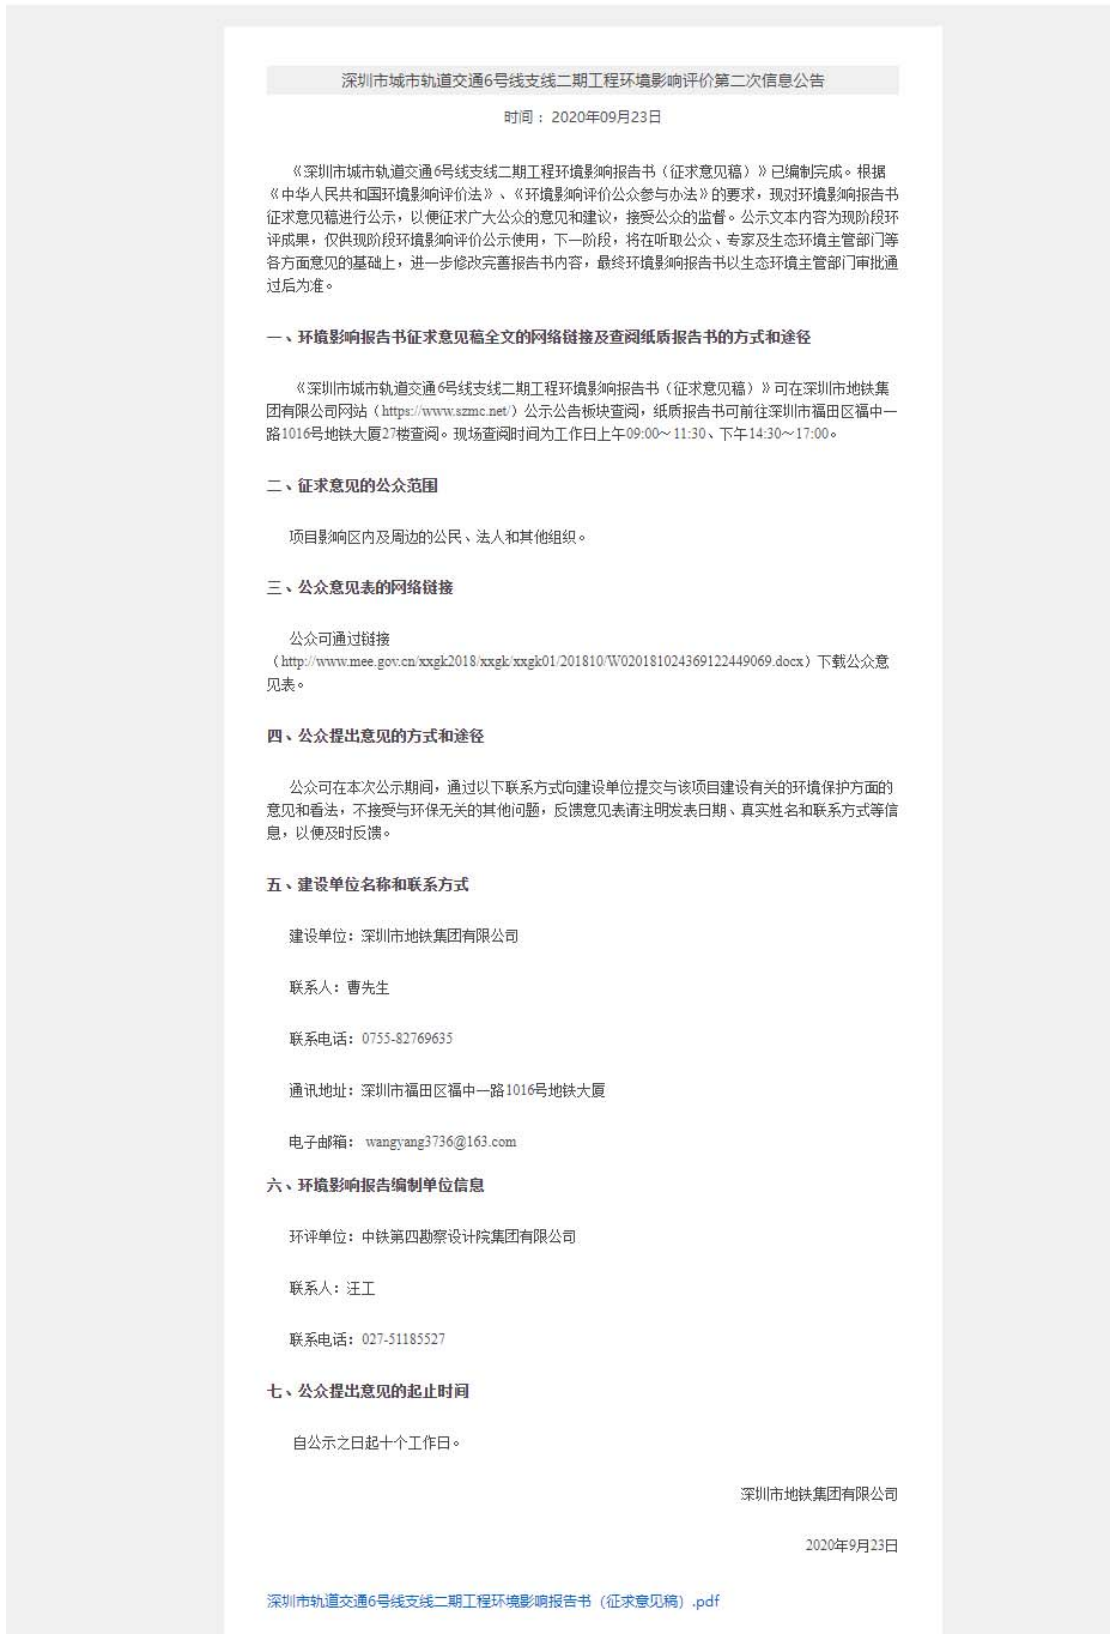 深圳市城市轨道交通6号线支线二期工程环境影响评价第二次信息公告
时间： 2020年09月23日
《深圳市城市轨道交通6号线支线二期工程环境影响报告书（征求意见稿）》已编制完成。根据
《中华人民共和国环境影响评价法》、《环境影响评价公众参与办法》的要求，现对环境影响报告书
征求意见稿进行公示，以便征求广大公众的意见和建议，接受公众的监督。公示文本内容为现阶段环
评成果，仅供现阶段环境影响评价公示使用，下一阶段，将在听取公众、专家及生态环境主管部门等
各方面意见的基础上，进一步修改完善报告书内容，最终环境影响报告书以生态环境主管部门审批通
过后为准。
一、环境影响报告书征求意见稿全文的网络链接及查阅纸质报告书的方式和途径
《深圳市城市轨道交通6号线支线二期工程环境影响报告书（征求意见稿）》可在深圳市地铁集
团有限公司网站（https://www.szmc.net/）公示公告板块查阅，纸质报告书可前往深圳市福田区福中一
路1016号地铁大厦27楼查阅。现场查阅时间为工作日上午09:00～11:30、下午14:30～17:00。
二、征求意见的公众范围
项目影响区内及周边的公民、法人和其他组织。
三、公众意见表的网络链接
公众可通过链接
（http://www.mee.gov.cn/xxgk2018/xxgk/xxgk01/201810/W020181024369122449069.docx）下载公众意
见表。
四、公众提出意见的方式和途径
公众可在本次公示期间，通过以下联系方式向建设单位提交与该项目建设有关的环境保护方面的
意见和看法，不接受与环保无关的其他问题，反馈意见表请注明发表日期、真实姓名和联系方式等信
息，以便及时反馈。
五、建设单位名称和联系方式
建设单位：深圳市地铁集团有限公司
联系人：曹先生
联系电话：0755-82769635
通讯地址：深圳市福田区福中一路1016号地铁大厦
电子邮箱： wangyang3736@163.com
六、环境影响报告编制单位信息
环评单位：中铁第四勘察设计院集团有限公司
联系人：汪工
联系电话：027-51185527
七、公众提出意见的起止时间
自公示之日起十个工作日。
深圳市地铁集团有限公司
2020年9月23日
深圳市轨道交通6号线支线二期工程环境影响报告书（征求意见稿）.pdf